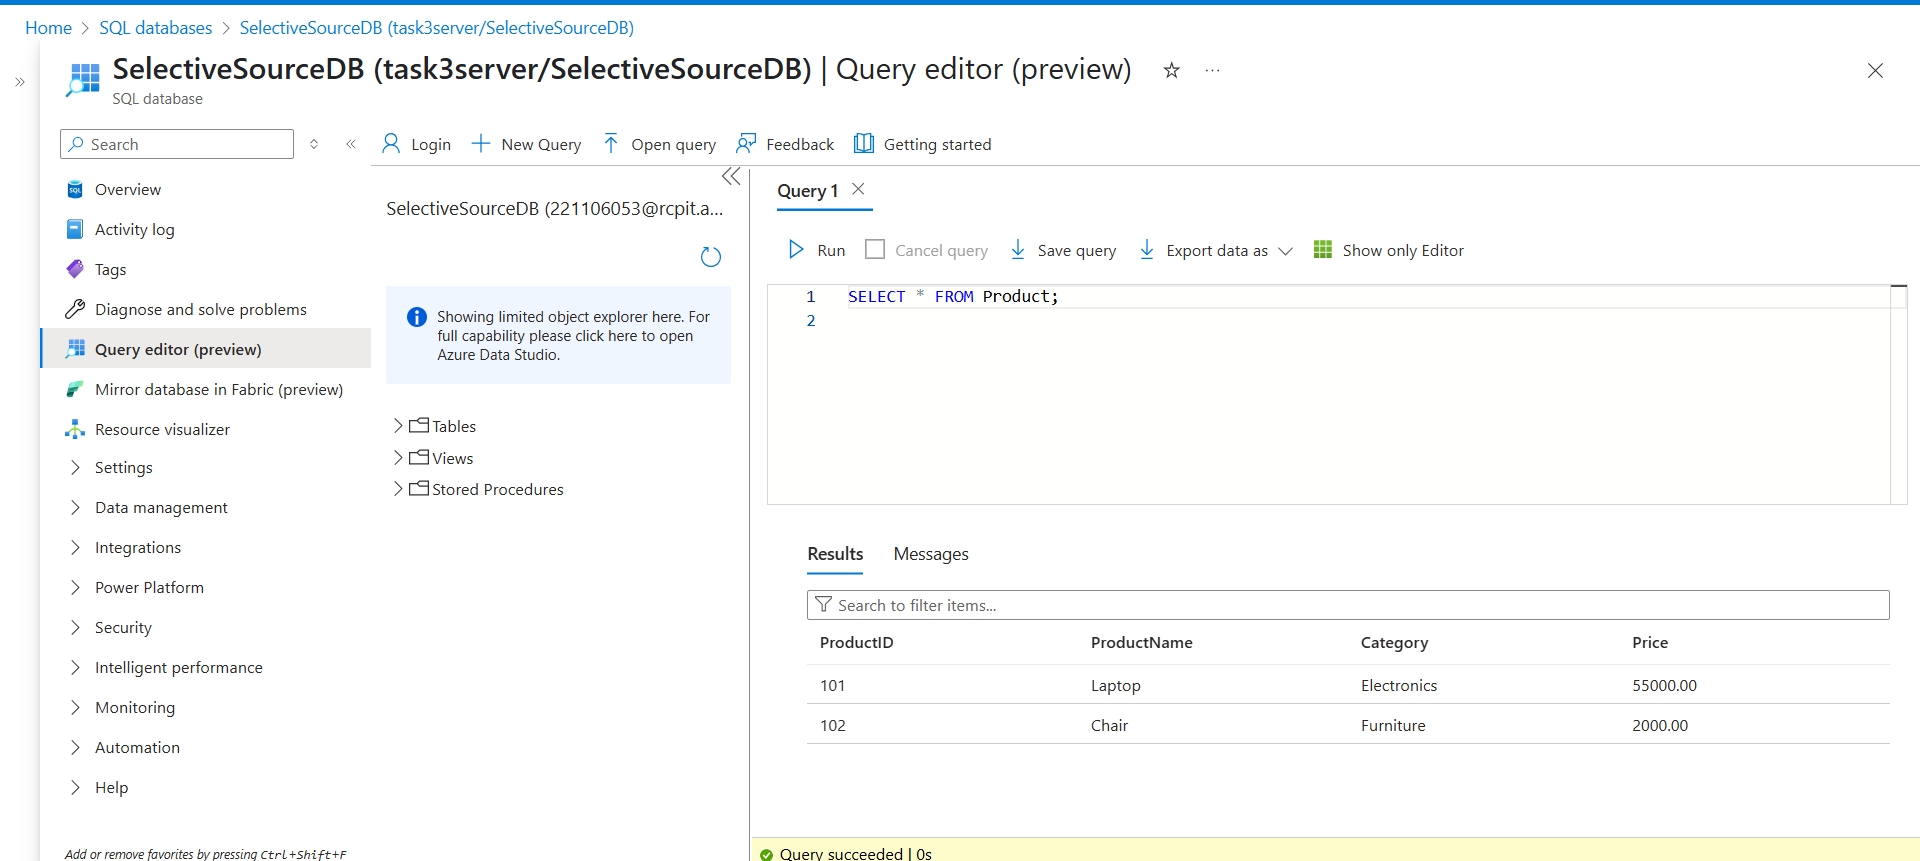 Home > SQL databases > SelectiveSourceDB (task3server/SelectiveSourceDB)
SelectiveSourceDB (task3server/SelectiveSourceDB) | Query editor (preview)
SQL database
Search
Overview
Activity log
Tags
Diagnose and solve problems
Query editor (preview)
Mirror database in Fabric (preview)
Resource visualizer
Settings
Data management
Integrations
Power Platform
Security
Intelligent performance
Monitoring
Automation
Help
Add or remove favorites by pressing Ctrl+Shift+F
Login New Query Open query Feedback Getting started
SelectiveSourceDB (221106053@rcpit.a...
Showing limited object explorer here. For
full capability please click here to open
Azure Data Studio.
Tables
Views
Stored Procedures
Query 1
Run Cancel query Save query Export data as Show only Editor
1 SELECT * FROM Product;
2
Results Messages
Search to filter items...
ProductID ProductName Category Price
101 Laptop Electronics 55000.00
102 Chair Furniture 2000.00
Query succeeded | 0s